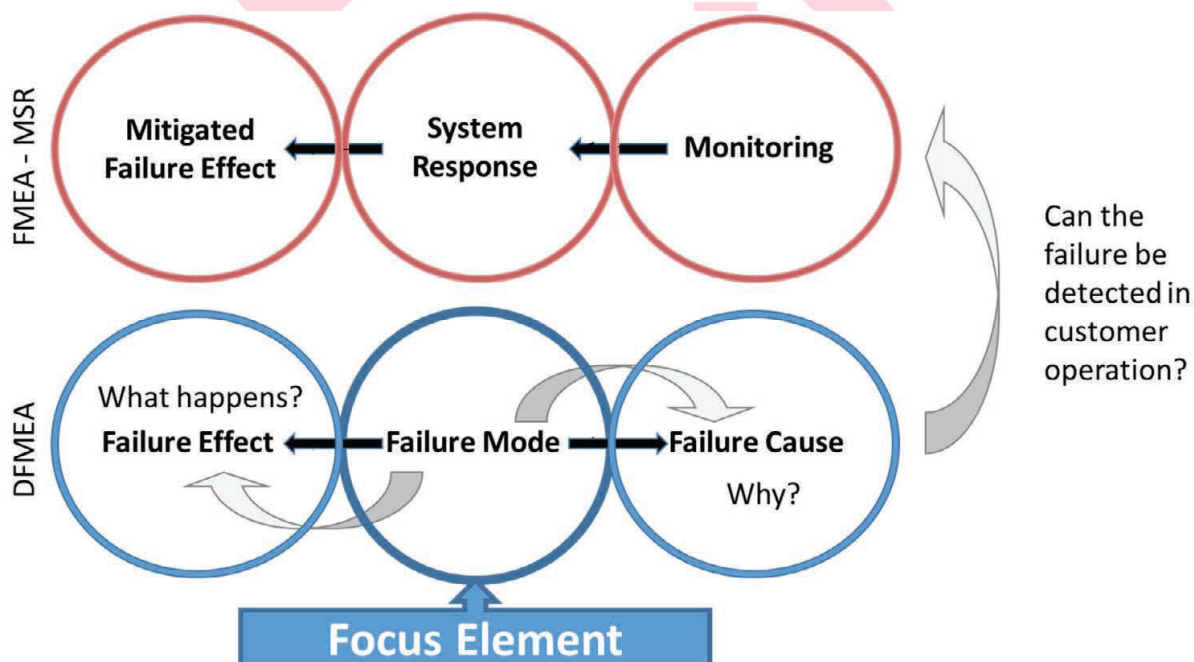 FMEA - MSR
Mitigated
Failure Effect
System
Response
Monitoring
Can the
failure be
detected in
customer
operation?
DFMEA
What happens?
Failure Effect
Failure Mode
Failure Cause
Why?
Focus Element